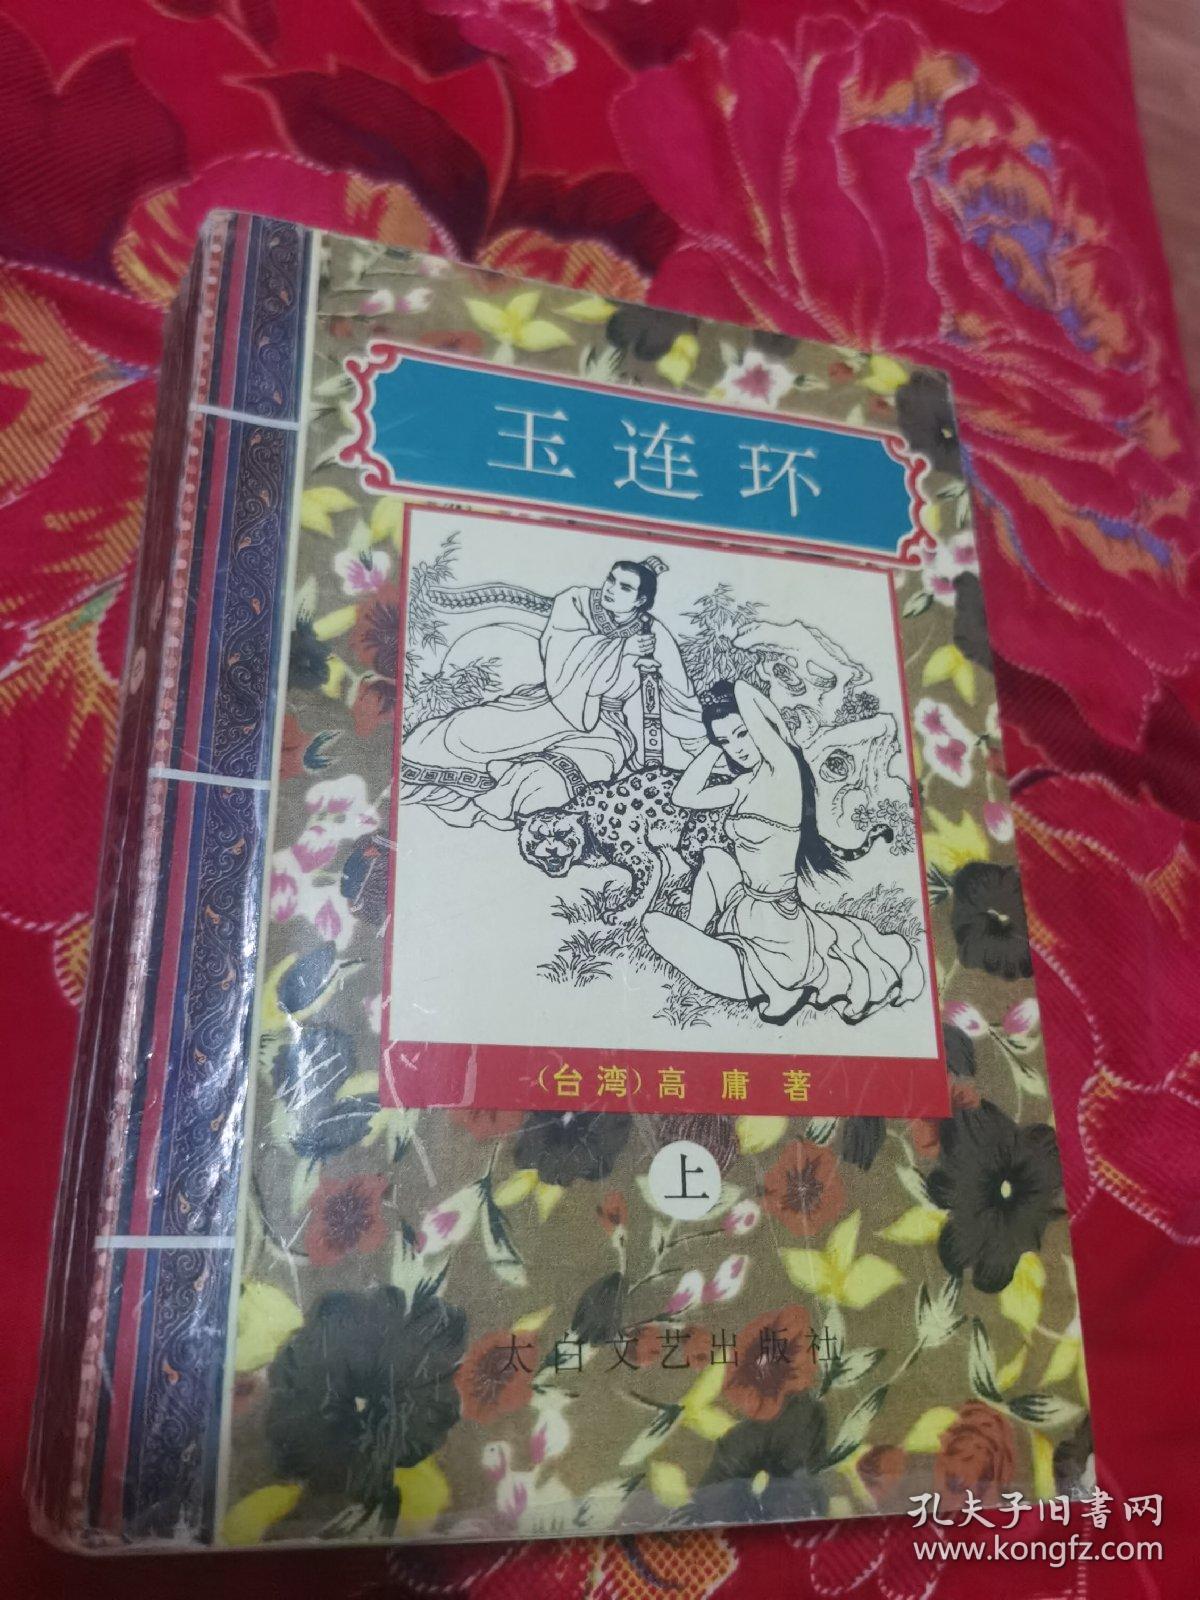 玉连环
（台湾）高庸著
上
太白文艺出版社
孔夫子旧書网
www.kongfz.com